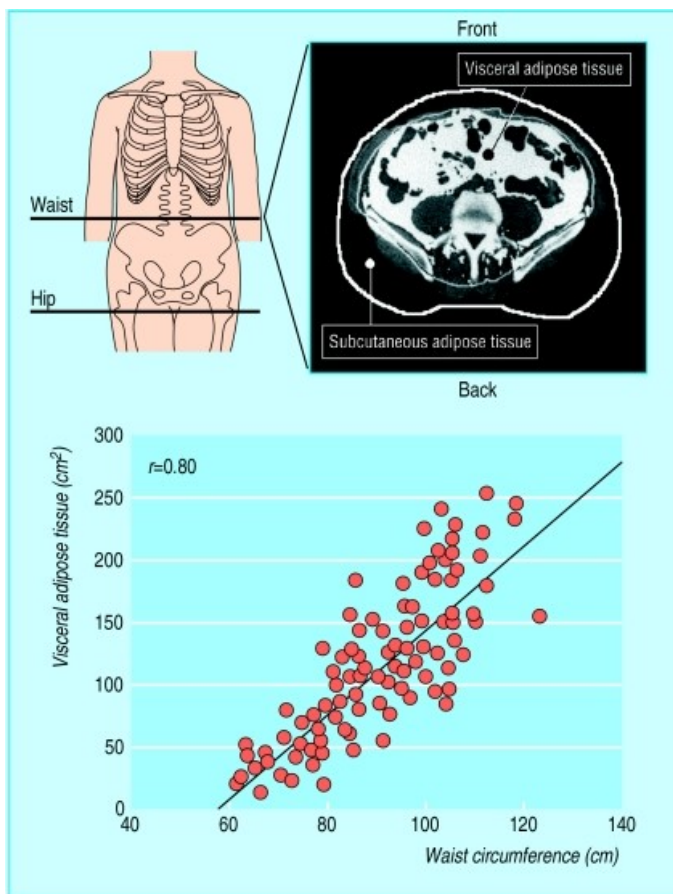 Front
Visceral adipose tissue
Waist
Hip
Subcutaneous adipose tissue
Back
Visceral adipose tissue (cm²)
300
250
200
150
100
50
0
r=0.80
40
60
80
100
120
140
Waist circumference (cm)